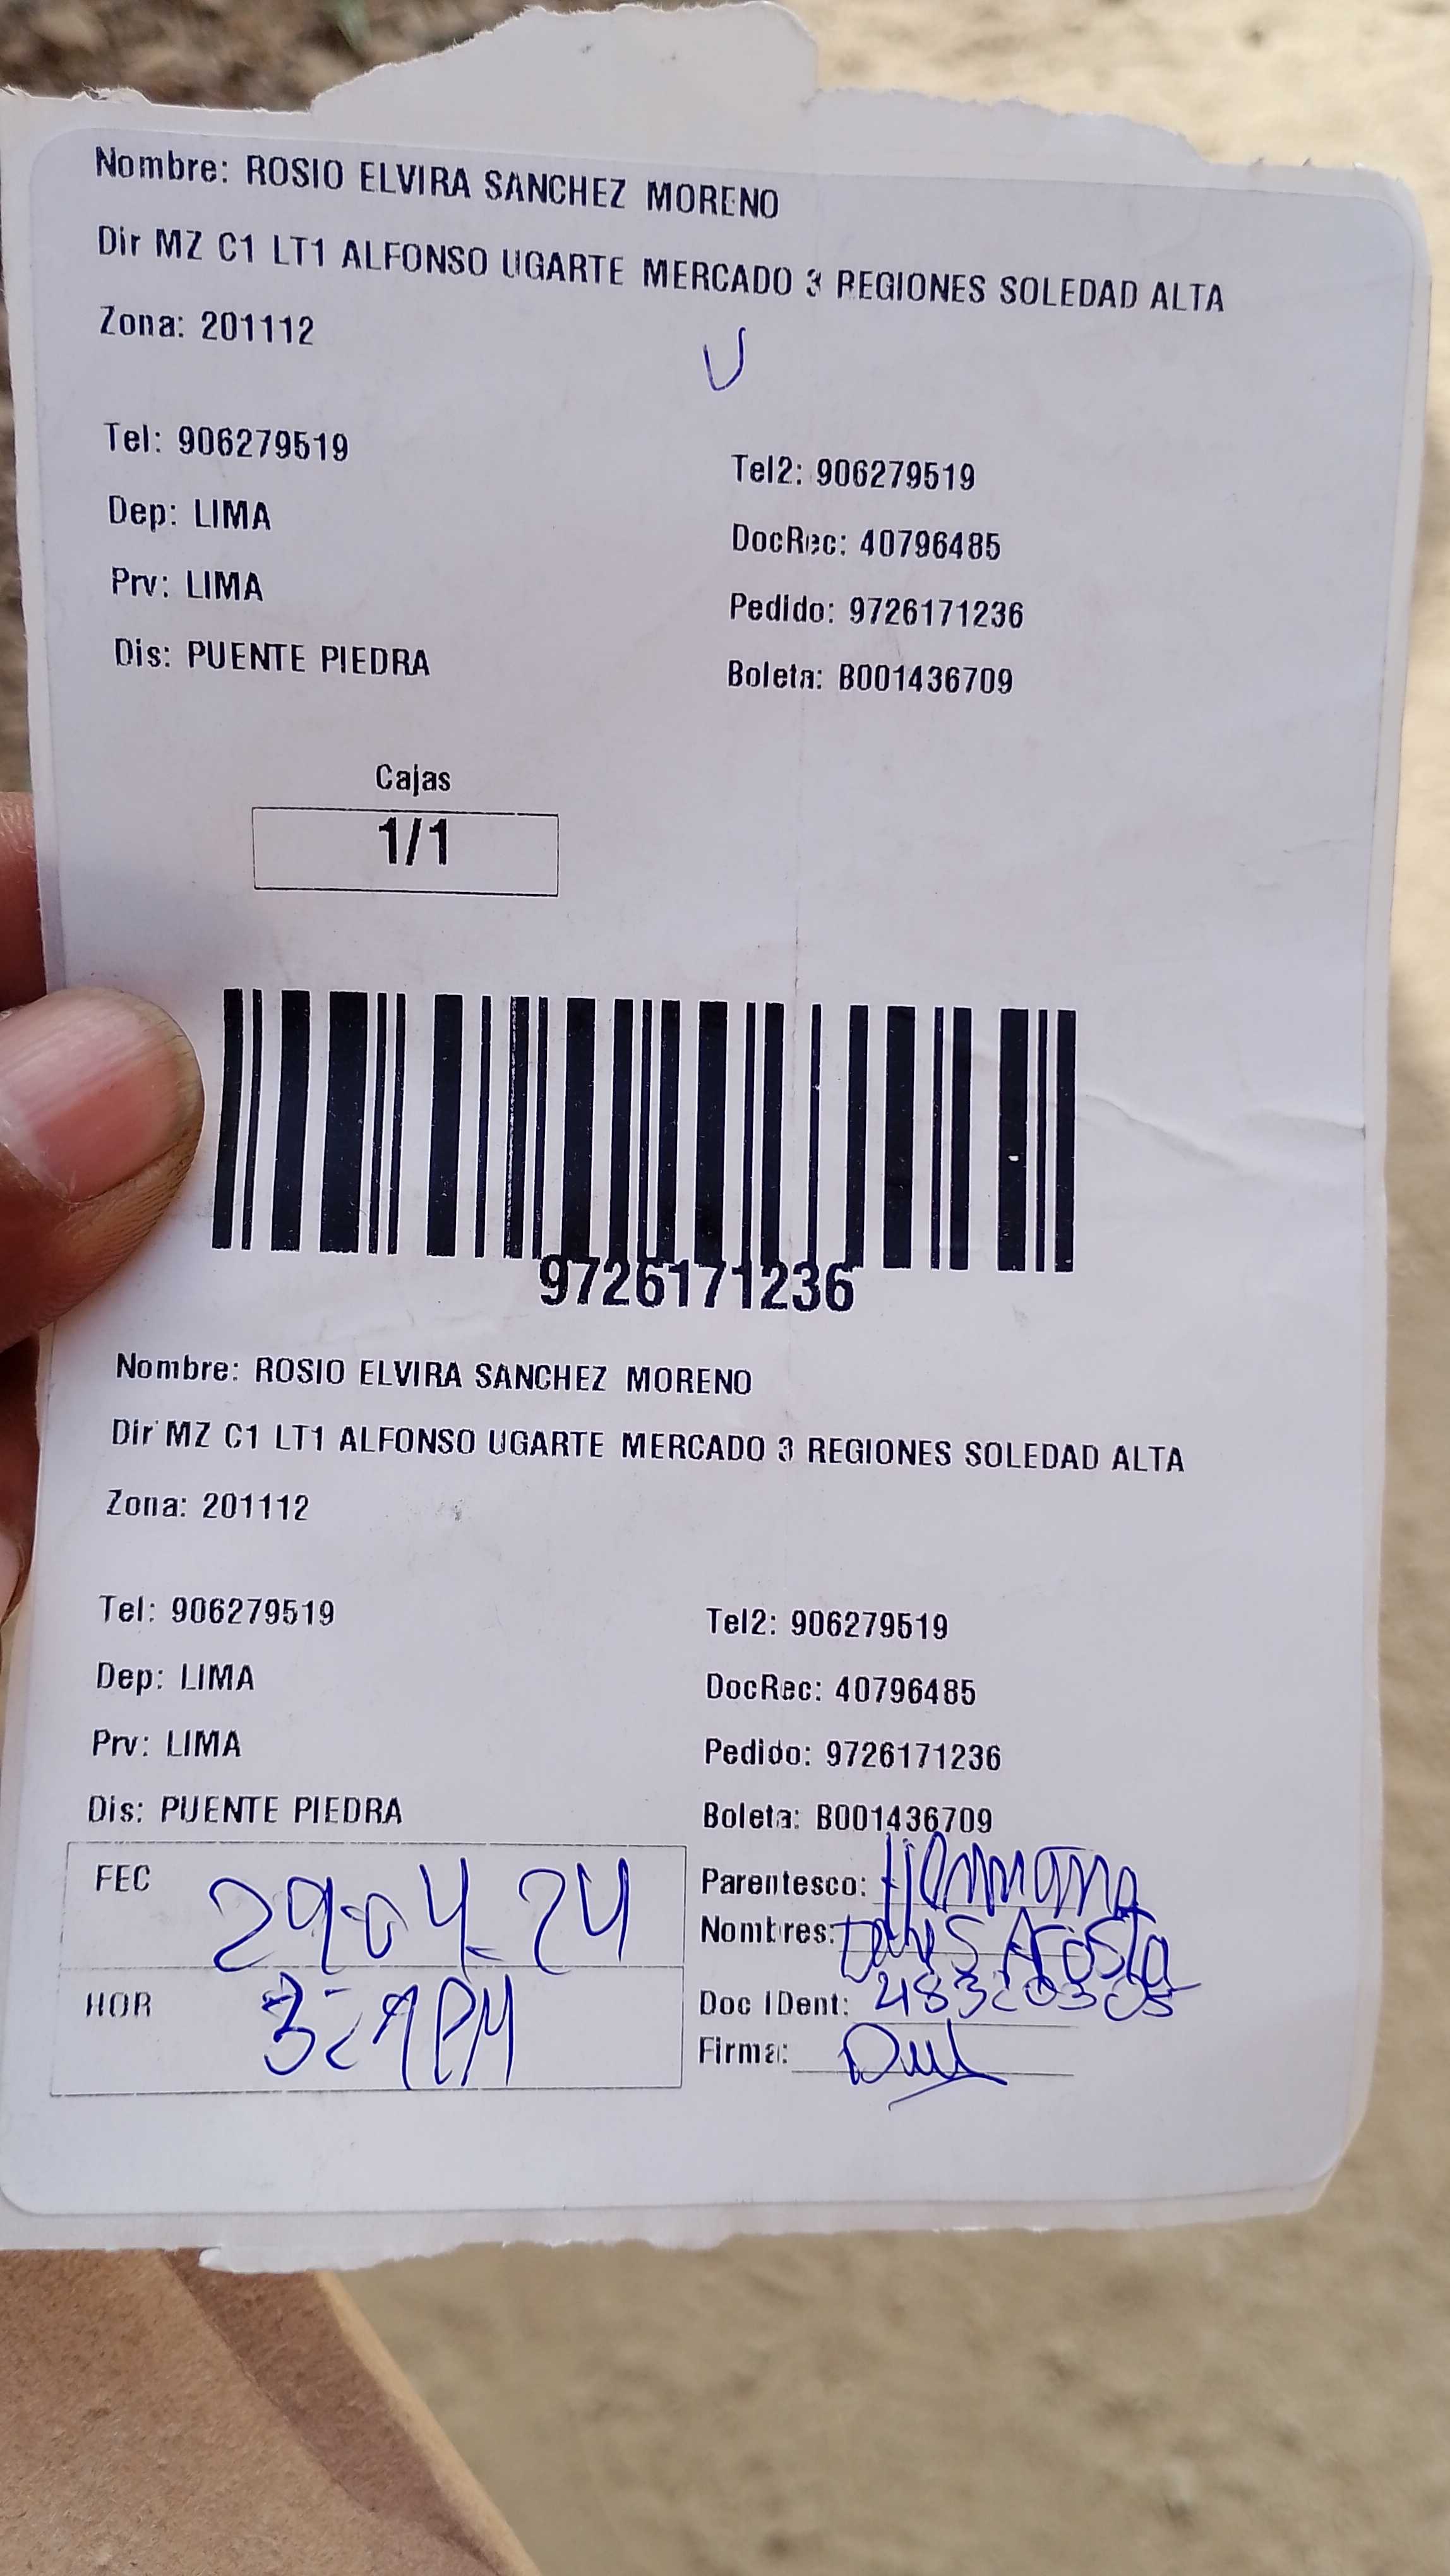 Nombre: ROSIO ELVIRA SANCHEZ MORENO
Dir MZ C1 LT1 ALFONSO UGARTE MERCADO 3 REGIONES SOLEDAD ALTA
Zona: 201112
Tel: 906279519
Tel2: 906279519
Dep: LIMA
DocRec: 40796485
Prv: LIMA
Pedido: 9726171236
Dis: PUENTE PIEDRA
Boleta: B001436709
Cajas
1/1
9726171236
Nombre: ROSIO ELVIRA SANCHEZ MORENO
Dir MZ C1 LT1 ALFONSO UGARTE MERCADO 3 REGIONES SOLEDAD ALTA
Zona: 201112
Tel: 906279519
Tel2: 906279519
Dep: LIMA
DocRec: 40796485
Prv: LIMA
Pedido: 9726171236
Dis: PUENTE PIEDRA
Boleta: B001436709
FEC 29-04-24
Parentesco: Hermana
Nombres: Acosta
HOR
Doc IDent:
Firma: